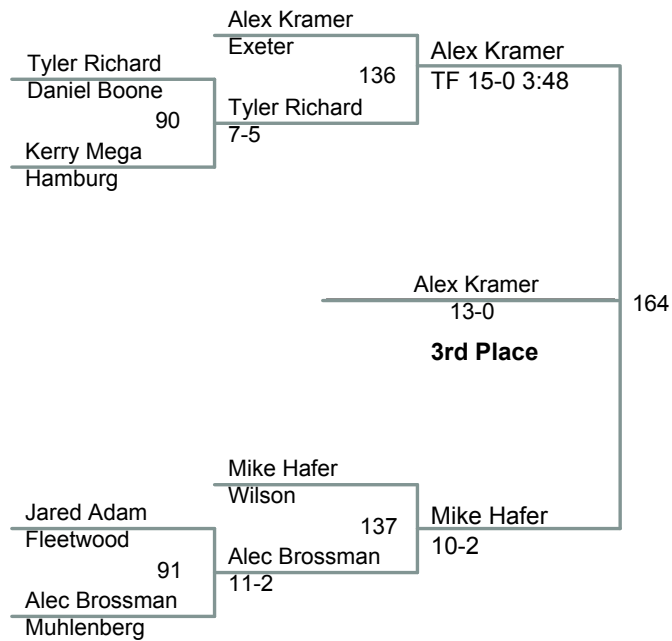 Alex Kramer
Exeter
Tyler Richard
Daniel Boone
136
Alex Kramer
TF 15-0 3:48
90
Tyler Richard
7-5
Kerry Mega
Hamburg
Alex Kramer
13-0
164
3rd Place
Mike Hafer
Wilson
Jared Adam
Fleetwood
137
Mike Hafer
10-2
91
Alec Brossman
11-2
Alec Brossman
Muhlenberg